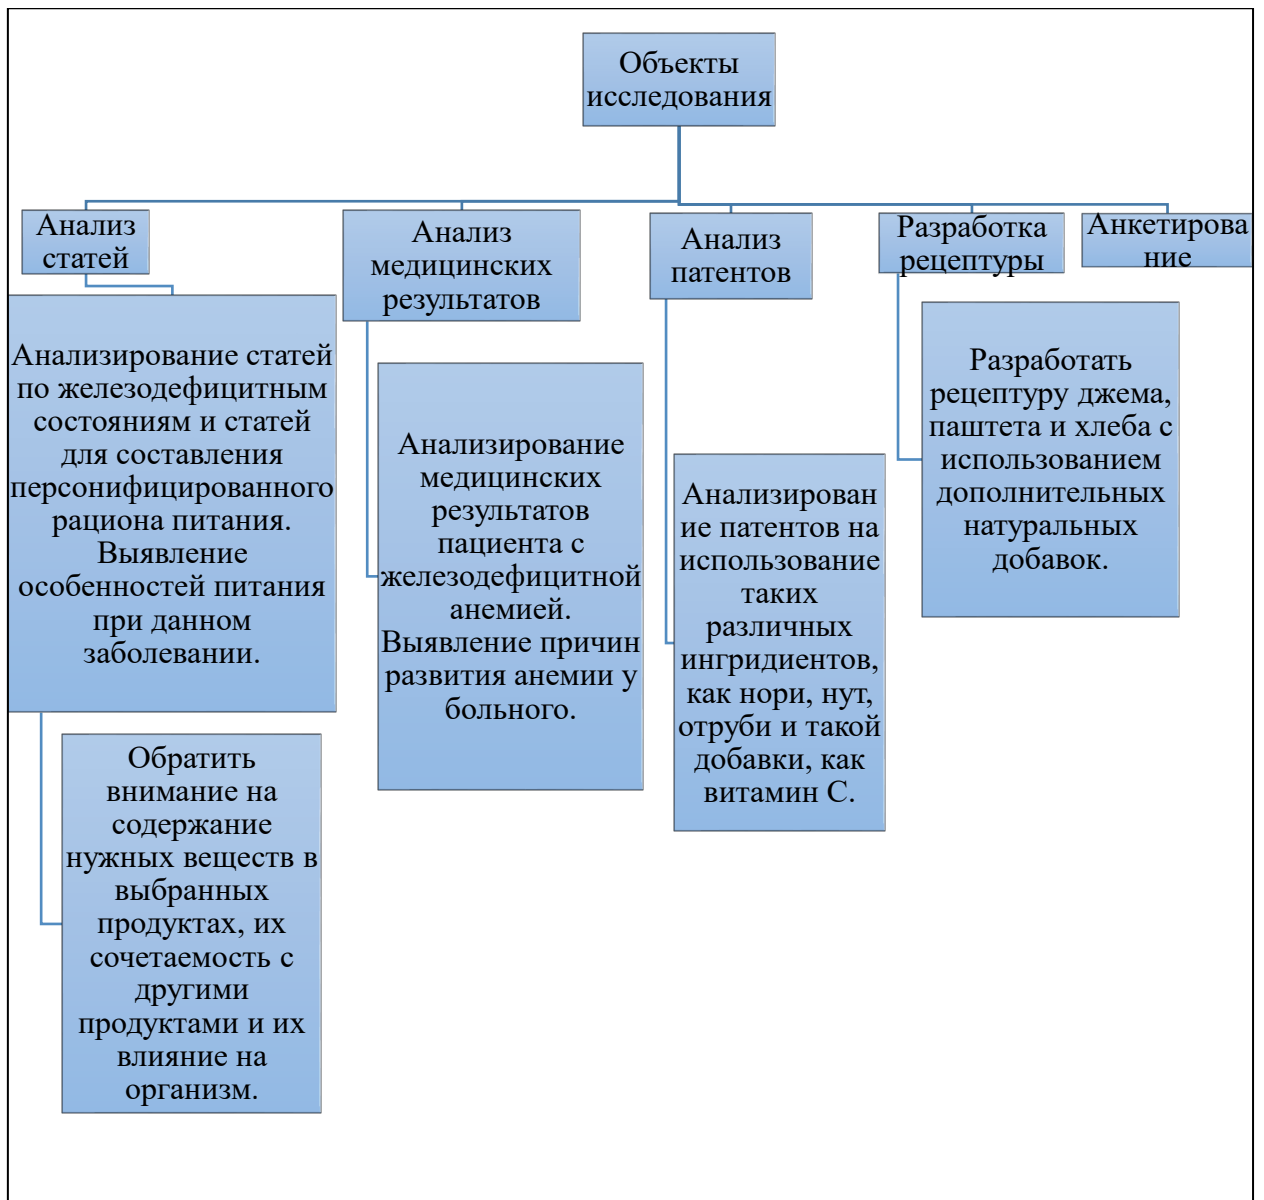 Объекты
исследования
Анализ
статей
Анализ
медицинских
результатов
Анализ
патентов
Разработка
рецептуры
Анкетирова
ние
Анализирование статей
по железодефицитным
состояниям и статей
для составления
персонифицированного
рациона питания.
Выявление
особенностей питания
при данном
заболевании.
Обратить
внимание на
содержание
нужных веществ в
выбранных
продуктах, их
сочетаемость с
другими
продуктами и их
влияние на
организм.
Анализирование
медицинских
результатов
пациента с
железодефицитной
анемией.
Выявление причин
развития анемии у
больного.
Анализирован
ие патентов на
использование
таких
различных
ингридиентов,
как нори, нут,
отруби и такой
добавки, как
витамин С.
Разработать
рецептуру джема,
паштета и хлеба с
использованием
дополнительных
натуральных
добавок.